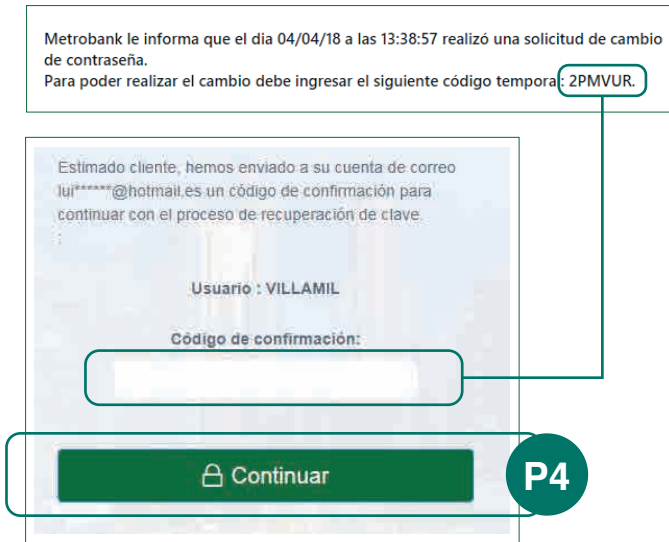 Metrobank le informa que el dia 04/04/18 a las 13:38:57 realizó una solicitud de cambio
de contraseña.
Para poder realizar el cambio debe ingresar el siguiente código temporal: 2PMVUR.
Estimado cliente, hemos enviado a su cuenta de correo
lui******@hotmail.es un código de confirmación para
continuar con el proceso de recuperación de clave.
:
Usuario : VILLAMIL
Código de confirmación:
Continuar
P4